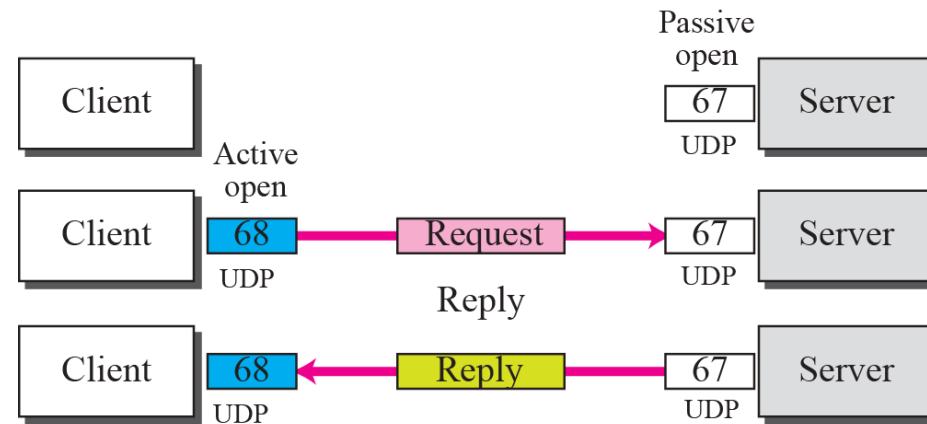 Passive
open
Client
67
Server
UDP
Active
open
Client
68
Request
67
Server
UDP
UDP
Reply
Client
68
Reply
67
Server
UDP
UDP